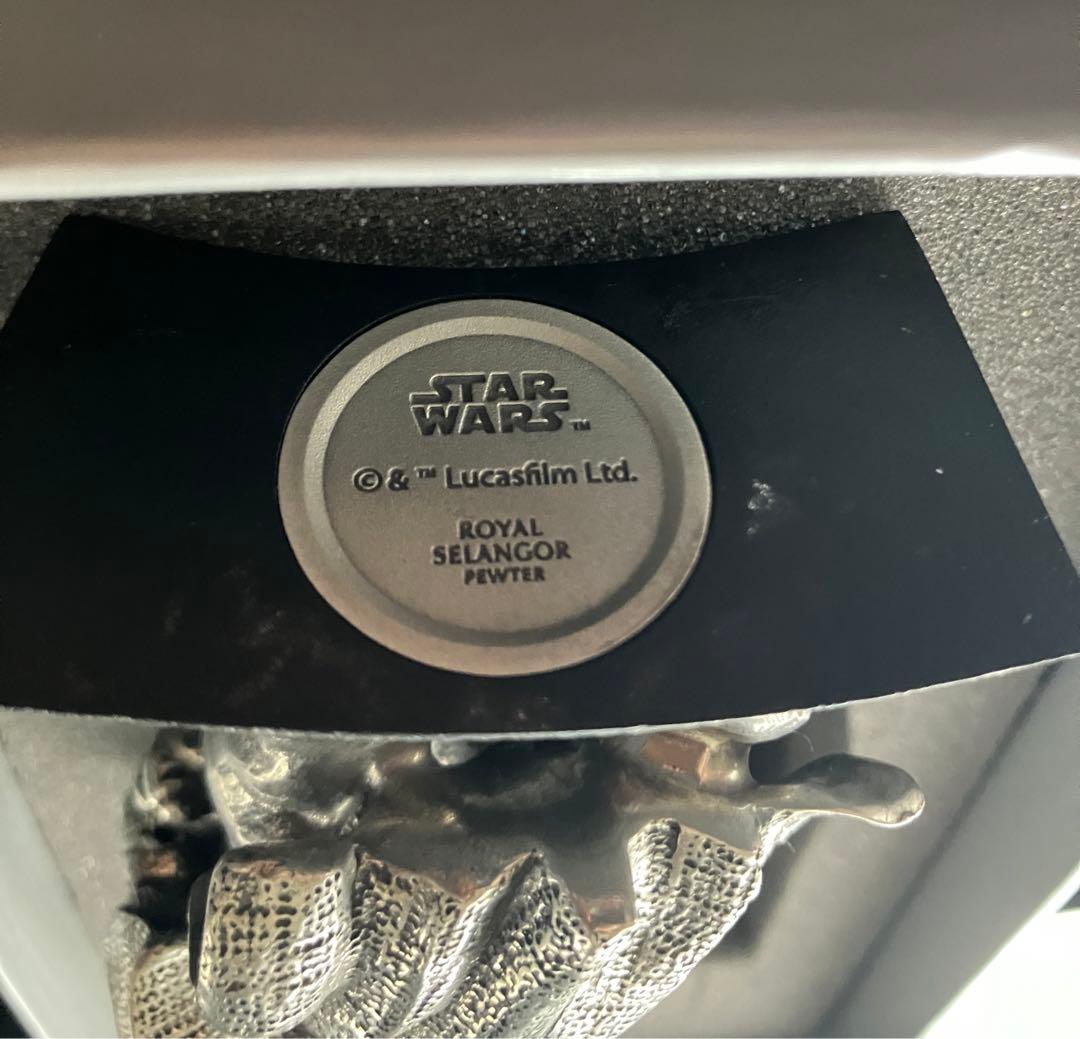 STAR
WARS™
©&™ Lucasfilm Ltd.
ROYAL
SELANGOR
PEWTER